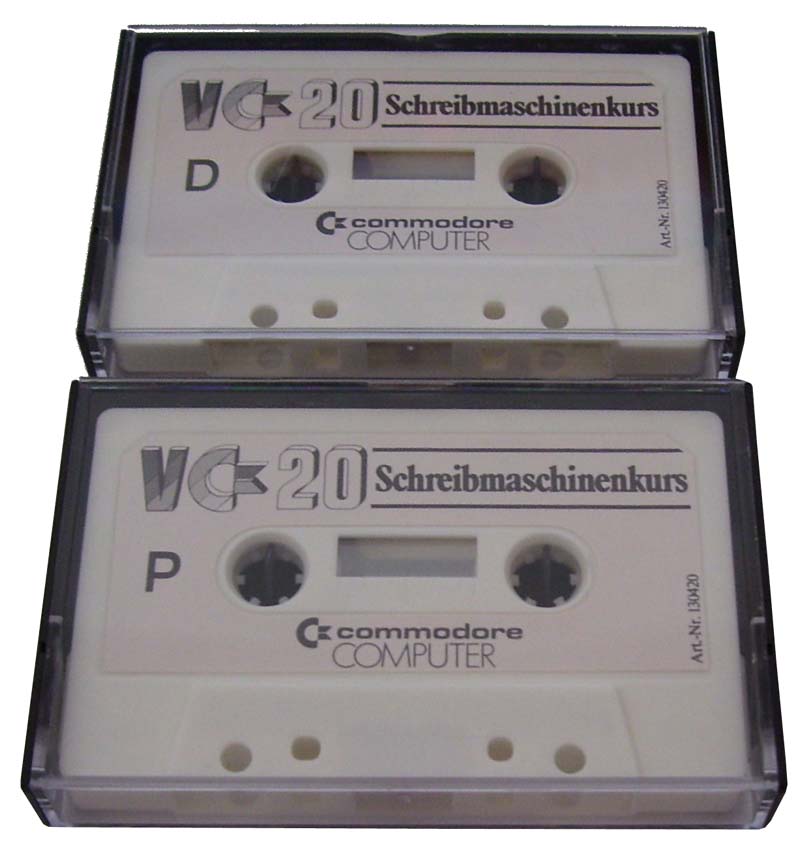 VC 20 Schreibmaschinenkurs
D
commodore
COMPUTER
Art.-Nr. 130420
VC 20 Schreibmaschinenkurs
P
commodore
COMPUTER
Art.-Nr. 130420